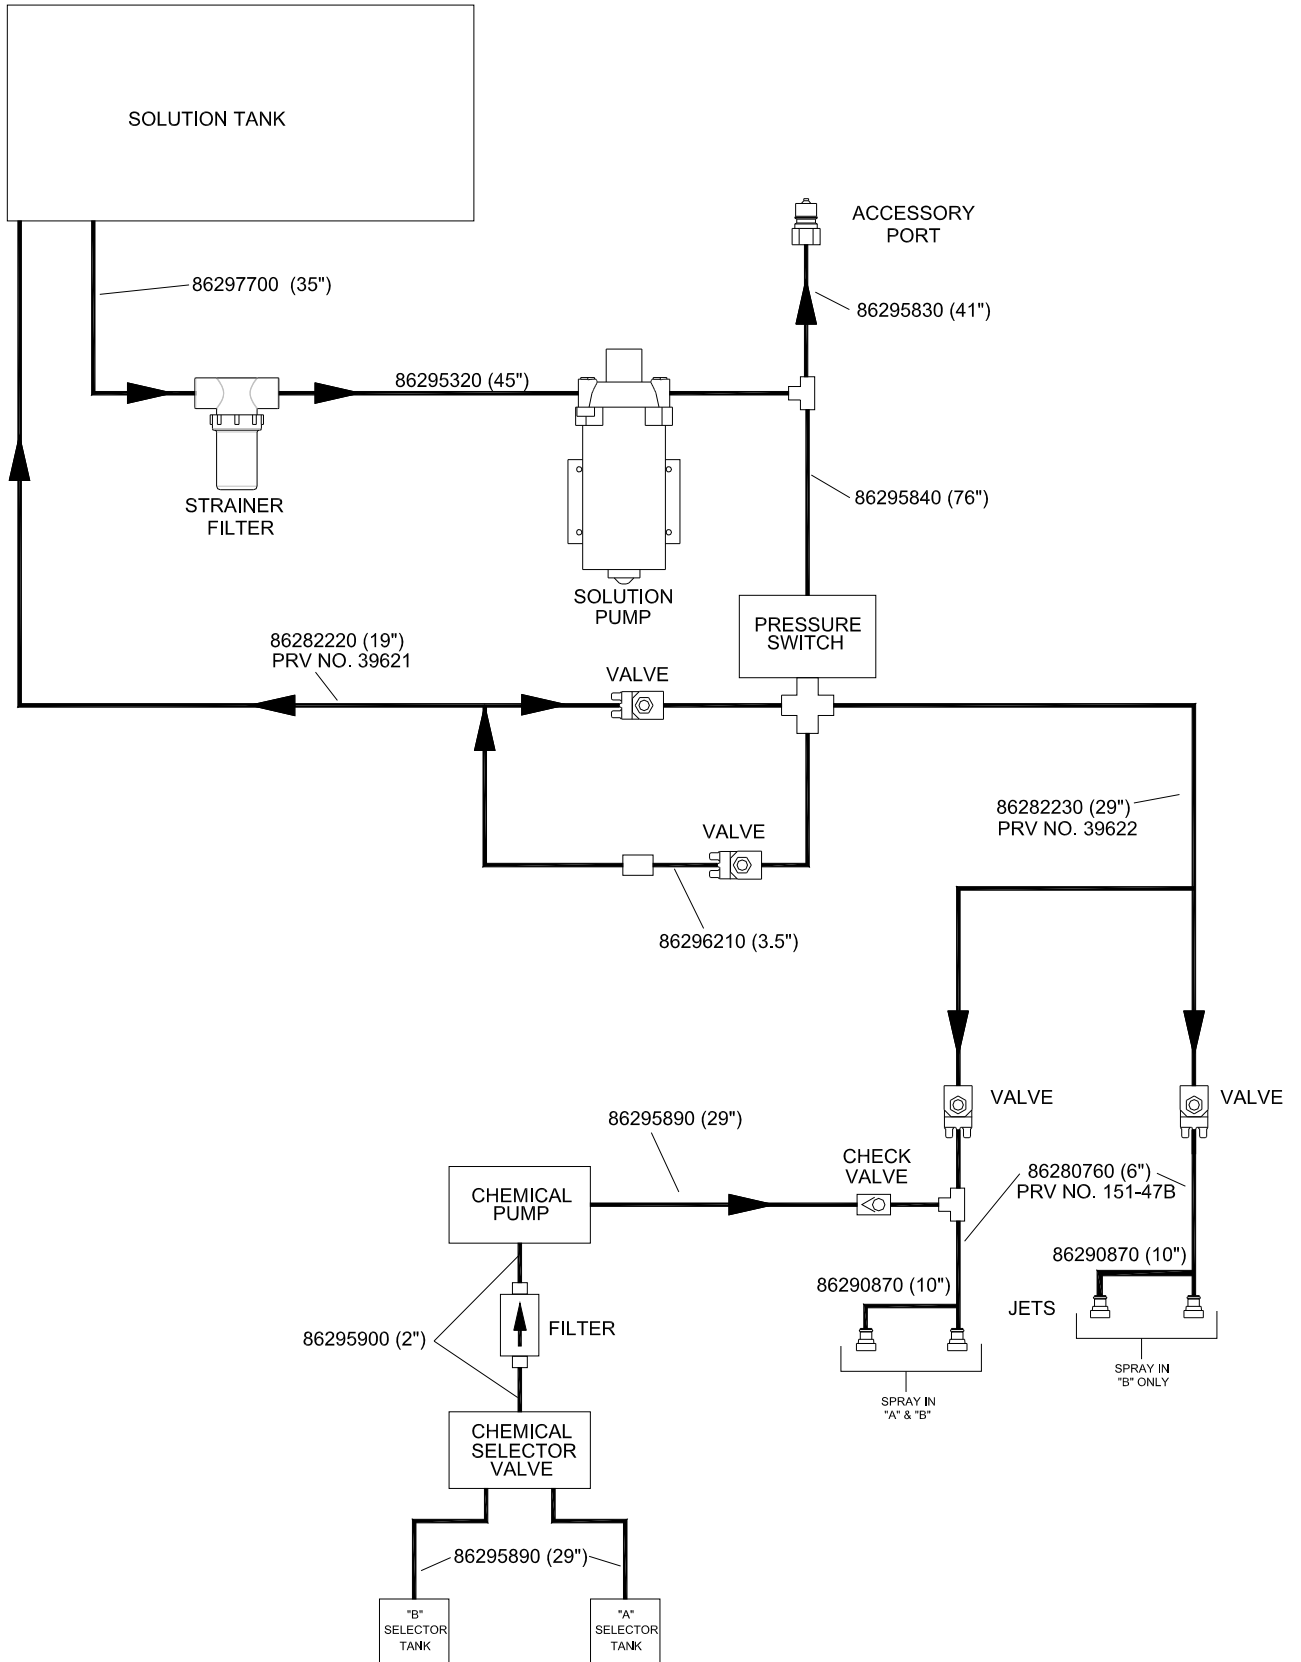 SOLUTION TANK
ACCESSORY
PORT
86297700 (35")
86295830 (41")
86295320 (45")
STRAINER
FILTER
86295840 (76")
SOLUTION
PUMP
PRESSURE
SWITCH
86282220 (19")
PRV NO. 39621
VALVE
86282230 (29")
PRV NO. 39622
VALVE
86296210 (3.5")
VALVE
VALVE
86295890 (29")
CHECK
VALVE
86280760 (6")
PRV NO. 151-47B
CHEMICAL
PUMP
86290870 (10")
86290870 (10")
JETS
FILTER
86295900 (2")
SPRAY IN
"B" ONLY
SPRAY IN
"A" & "B"
CHEMICAL
SELECTOR
VALVE
86295890 (29")
"B"
SELECTOR
TANK
"A"
SELECTOR
TANK